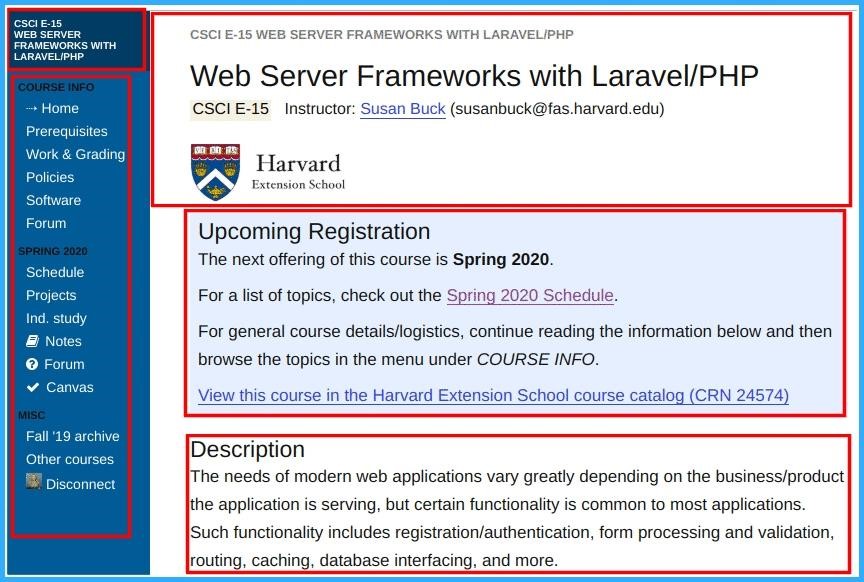 CSCI E-15
WEB SERVER
FRAMEWORKS WITH
LARAVEL/PHP
COURSE INFO
⤑ Home
Prerequisites
Work & Grading
Policies
Software
Forum
SPRING 2020
Schedule
Projects
Ind. study
Notes
Forum
Canvas
MISC
Fall '19 archive
Other courses
Disconnect
CSCI E-15 WEB SERVER FRAMEWORKS WITH LARAVEL/PHP
Web Server Frameworks with Laravel/PHP
CSCI E-15 Instructor: Susan Buck (susanbuck@fas.harvard.edu)
Harvard
Extension School
Upcoming Registration
The next offering of this course is Spring 2020.
For a list of topics, check out the Spring 2020 Schedule.
For general course details/logistics, continue reading the information below and then
browse the topics in the menu under COURSE INFO.
View this course in the Harvard Extension School course catalog (CRN 24574)
Description
The needs of modern web applications vary greatly depending on the business/product
the application is serving, but certain functionality is common to most applications.
Such functionality includes registration/authentication, form processing and validation,
routing, caching, database interfacing, and more.